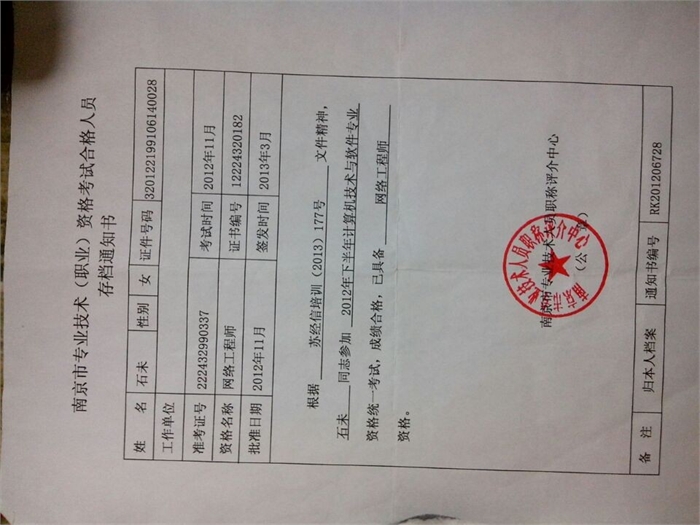 南京市专业技术（职业）资格考试合格人员
存档通知书
姓 名 石未 性别 女 证件号码 320122199106140028
工作单位
准考证号 222432990337 考试时间 2012年11月
资格名称 网络工程师 证书编号 12224320182
批准日期 2012年11月 签发时间 2013年3月
根据 苏经信培训（2013）177号 文件精神，
石未 同志参加 2012年下半年计算机技术与软件专业
资格统一考试，成绩合格，已具备 网络工程师
资格。
南京市专业技术人员职称评介中心
（公 章）
备 注 归本人档案 通知书编号 RK201206728